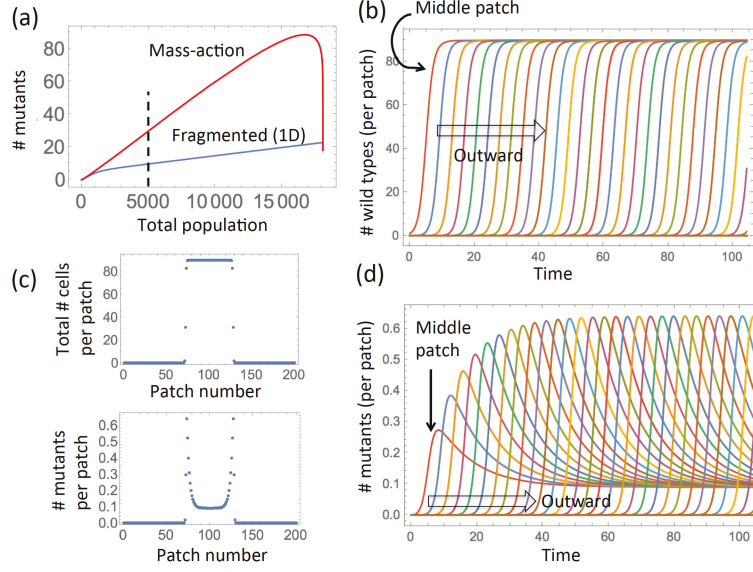 (a)
80
60
40
20
0
# mutants
Mass-action
Fragmented (1D)
0 5000 10 000 15 000
Total population
(b)
Middle patch
80
60
40
20
0
# wild types (per patch)
Outward
0 20 40 60 80 100
Time
(c)
80
60
40
20
0
Total # cells
per patch
0 50 100 150 200
Patch number
0.6
0.5
0.4
0.3
0.2
0.1
0.0
# mutants
per patch
0 50 100 150 200
Patch number
(d)
0.6
0.5
0.4
0.3
0.2
0.1
0.0
# mutants (per patch)
Middle
patch
Outward
0 20 40 60 80 100
Time